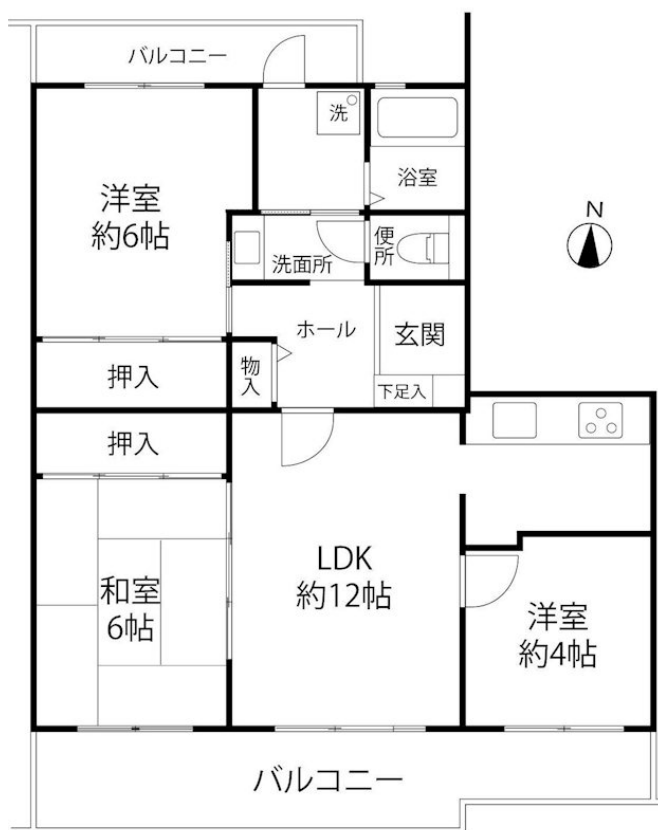 バルコニー
洗
浴室
洋室
約6帖
N
便
所
洗面所
ホール
玄関
物
入
押入
下足入
押入
LDK
約12帖
和室
6帖
洋室
約4帖
バルコニー